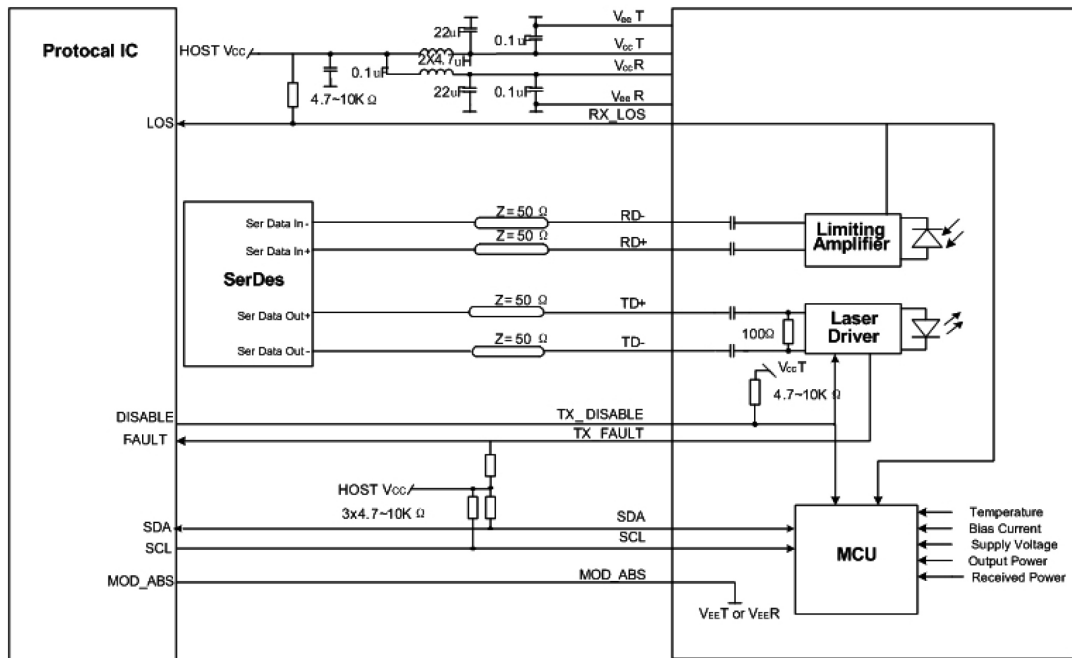 Protocal IC
HOST Vcc
22uF
0.1uF
Vee T
Vcc T
2X4.7uH
0.1uF
Vcc R
4.7~10K Ω
22uF
0.1uF
Vee R
LOS
RX_LOS
SerDes
Ser Data In -
Z= 50 Ω
RD-
Ser Data In+
Z= 50 Ω
RD+
Limiting
Amplifier
Ser Data Out+
Z= 50 Ω
TD+
Ser Data Out -
Z= 50 Ω
TD-
100Ω
Laser
Driver
VccT
4.7~10K Ω
DISABLE
TX_DISABLE
FAULT
TX_FAULT
HOST Vcc
3x4.7~10K Ω
SDA
SDA
SCL
SCL
MCU
Temperature
Bias Current
Supply Voltage
Output Power
Received Power
MOD_ABS
MOD_ABS
VEET or VEER